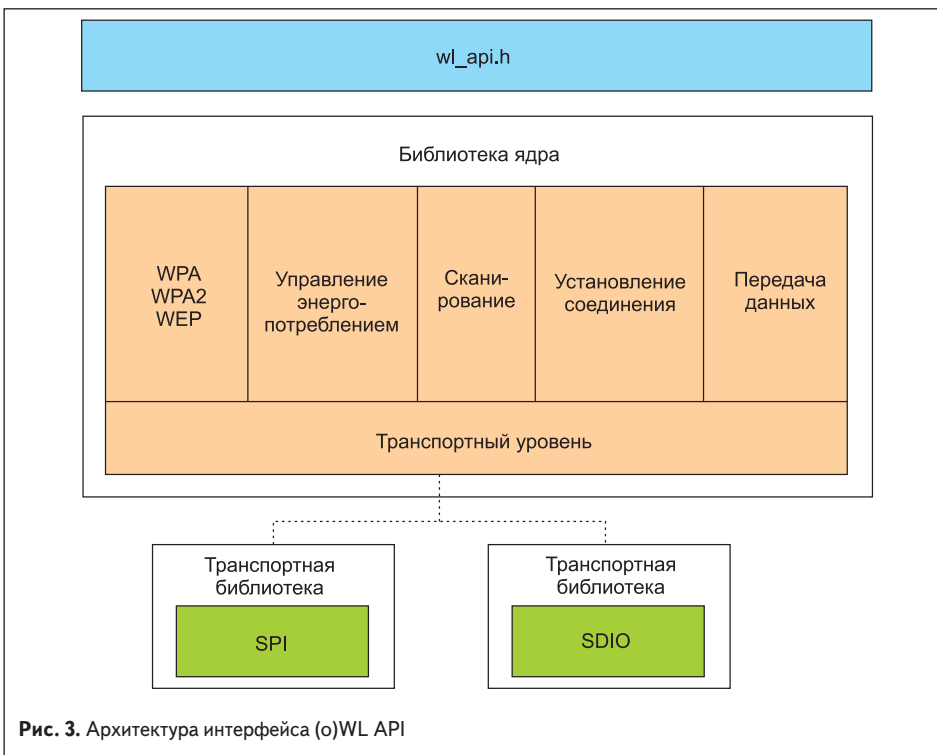 wl_api.h
Библиотека ядра
WPA
WPA2
WEP
Управление
энерго-
потреблением
Скани-
рование
Установление
соединения
Передача
данных
Транспортный уровень
Транспортная
библиотека
SPI
Транспортная
библиотека
SDIO
Рис. 3. Архитектура интерфейса (o)WL API